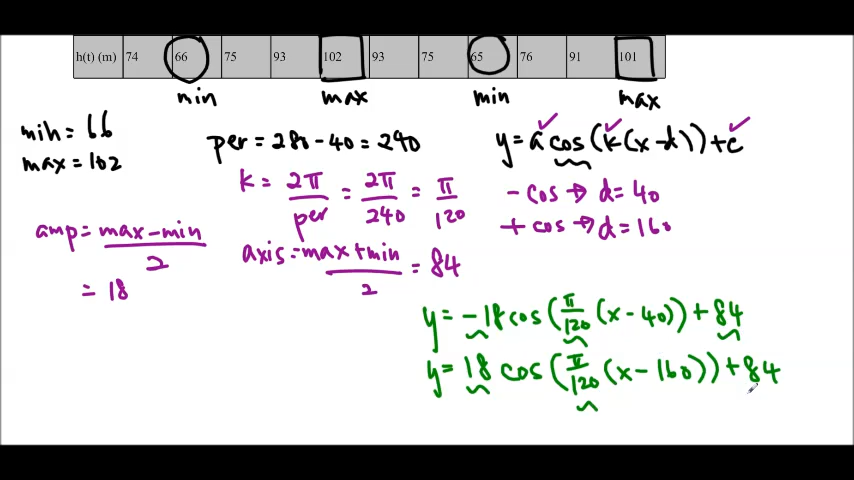 h(t) (m) 74 66 75 93 102 93 75 65 76 91 101
min max min max
min = 66
max = 102
per = 280 - 40 = 240
y = a cos (k(x-d)) + c
k = 2π/per = 2π/240 = π/120
- cos → d = 40
+ cos → d = 160
amp = max - min / 2
= 18
axis = max + min / 2 = 84
y = -18 cos (π/120 (x - 40)) + 84
y = 18 cos (π/120 (x - 160)) + 84